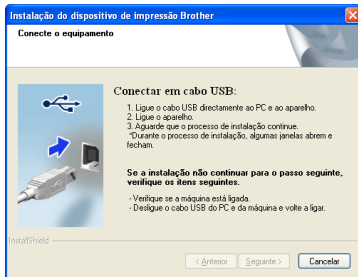 Instalação do dispositivo de impressão Brother
Conecte o equipamento
Conectar em cabo USB:
1. Ligue o cabo USB directamente ao PC e ao aparelho.
2. Ligue o aparelho.
3. Aguarde que o processo de instalação continue.
*Durante o processo de instalação, algumas janelas abrem e
fecham.
Se a instalação não continuar para o passo seguinte,
verifique os itens seguintes.
- Verifique se a máquina está ligada.
- Desligue o cabo USB do PC e da máquina e volte a ligar.
InstallShield
< Anterior Seguinte > Cancelar